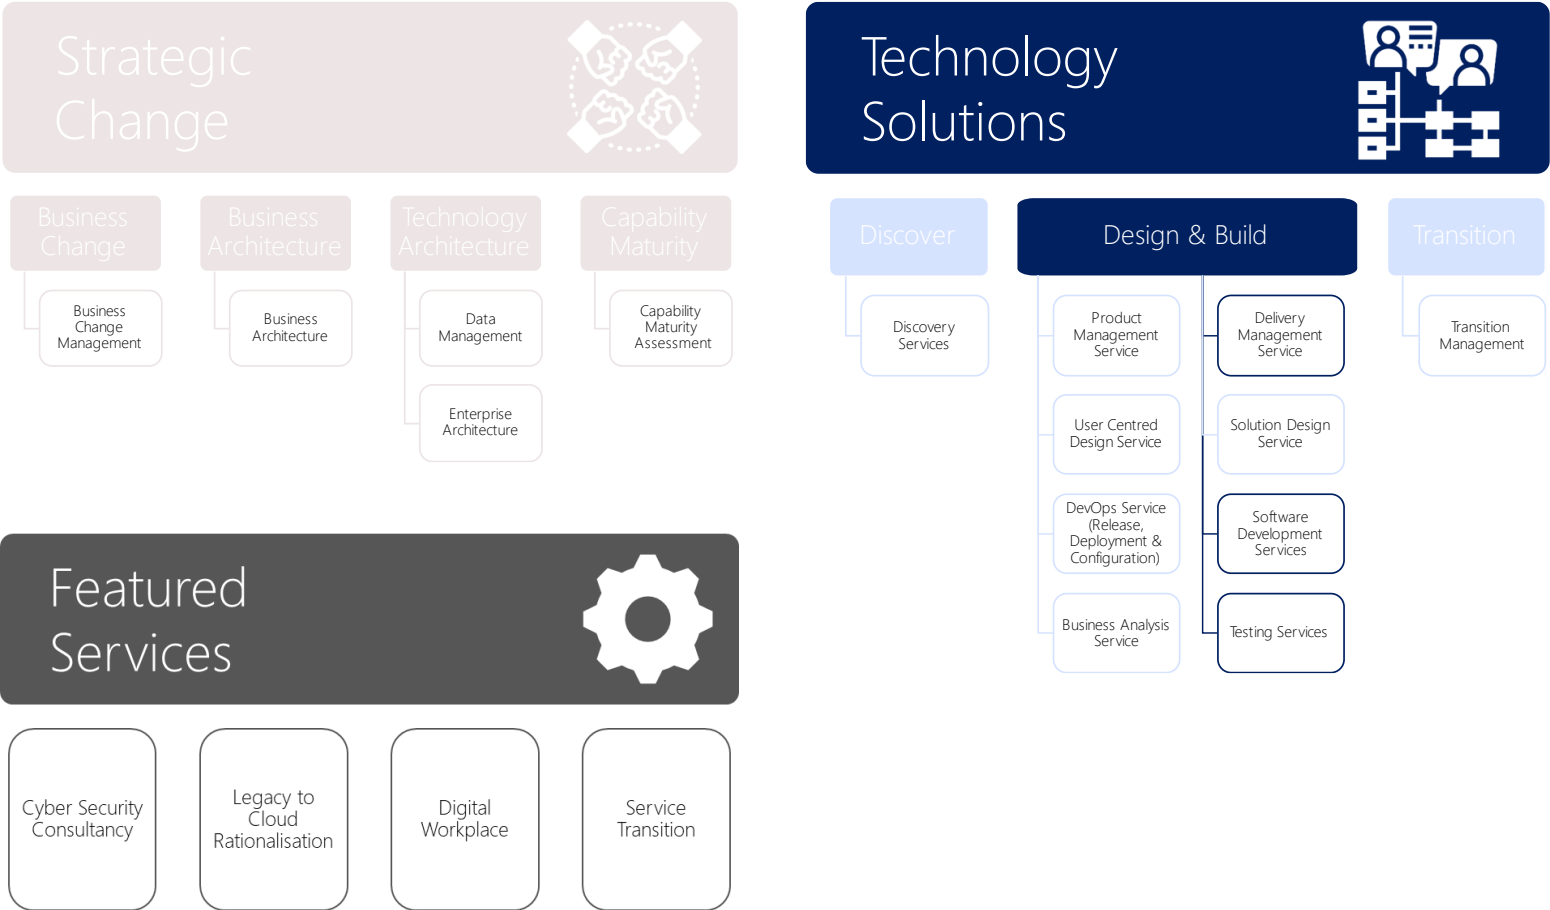 Strategic
Change
Business
Change
Business
Architecture
Technology
Architecture
Capability
Maturity
Business
Change
Management
Business
Architecture
Data
Management
Capability
Maturity
Assessment
Enterprise
Architecture
Technology
Solutions
Discover
Design & Build
Transition
Discovery
Services
Product
Management
Service
Delivery
Management
Service
Transition
Management
User Centred
Design Service
Solution Design
Service
DevOps Service
(Release,
Deployment &
Configuration)
Software
Development
Services
Business Analysis
Service
Testing Services
Featured
Services
Cyber Security
Consultancy
Legacy to
Cloud
Rationalisation
Digital
Workplace
Service
Transition